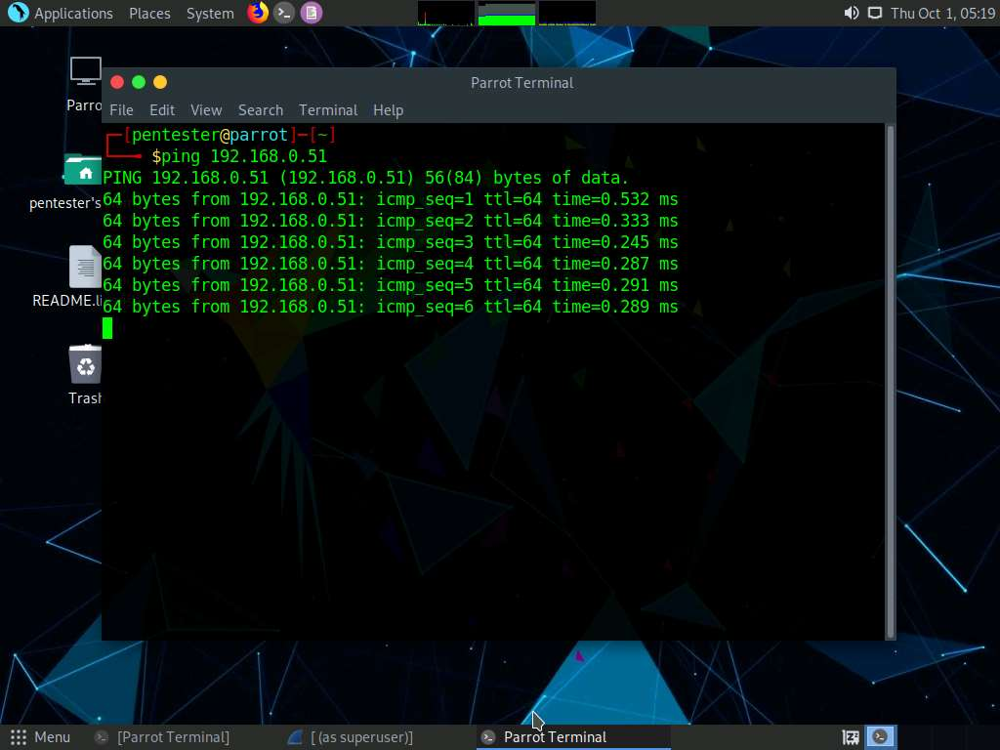 Applications Places System Thu Oct 1, 05:19
Parrot Terminal
File Edit View Search Terminal Help
Parro
pentester's
README.li
Trash
┌─[pentester@parrot]─[~]
└──╼ $ping 192.168.0.51
PING 192.168.0.51 (192.168.0.51) 56(84) bytes of data.
64 bytes from 192.168.0.51: icmp_seq=1 ttl=64 time=0.532 ms
64 bytes from 192.168.0.51: icmp_seq=2 ttl=64 time=0.333 ms
64 bytes from 192.168.0.51: icmp_seq=3 ttl=64 time=0.245 ms
64 bytes from 192.168.0.51: icmp_seq=4 ttl=64 time=0.287 ms
64 bytes from 192.168.0.51: icmp_seq=5 ttl=64 time=0.291 ms
64 bytes from 192.168.0.51: icmp_seq=6 ttl=64 time=0.289 ms
Menu [Parrot Terminal] [ (as superuser)] Parrot Terminal